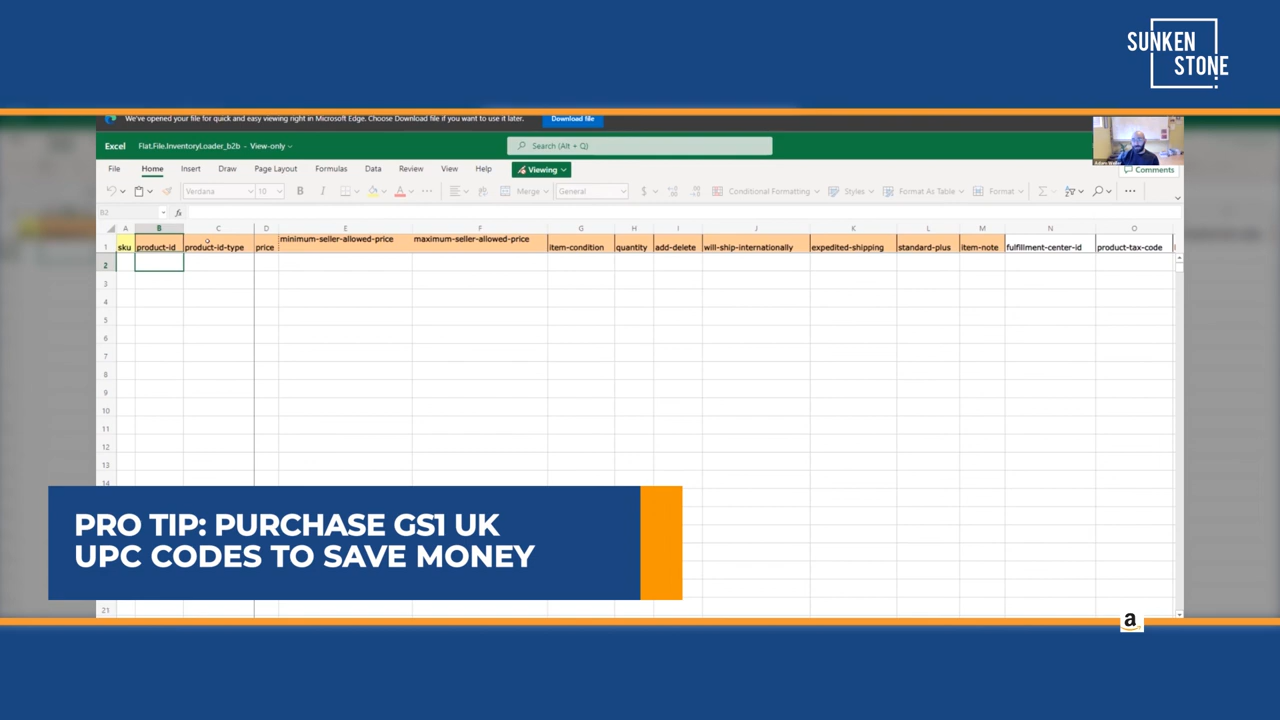 SUNKEN
STONE
We've opened your file for quick and easy viewing right in Microsoft Edge. Choose Download file if you want to use it later.
Download file
Excel
Flat.File.InventoryLoader_b2b - View-only
Search (Alt + Q)
File Home Insert Draw Page Layout Formulas Data Review View Help Viewing
Comments
Verdana 10 B Merge General $ Conditional Formatting Styles Format As Table Format
B2 fx
A B C D E F G H I J K L M N O
1 sku product-id product-id-type price minimum-seller-allowed-price maximum-seller-allowed-price item-condition quantity add-delete will-ship-internationally expedited-shipping standard-plus item-note fulfillment-center-id product-tax-code
2
3
4
5
6
7
8
9
10
11
12
13
14
PRO TIP: PURCHASE GS1 UK
UPC CODES TO SAVE MONEY
21
a